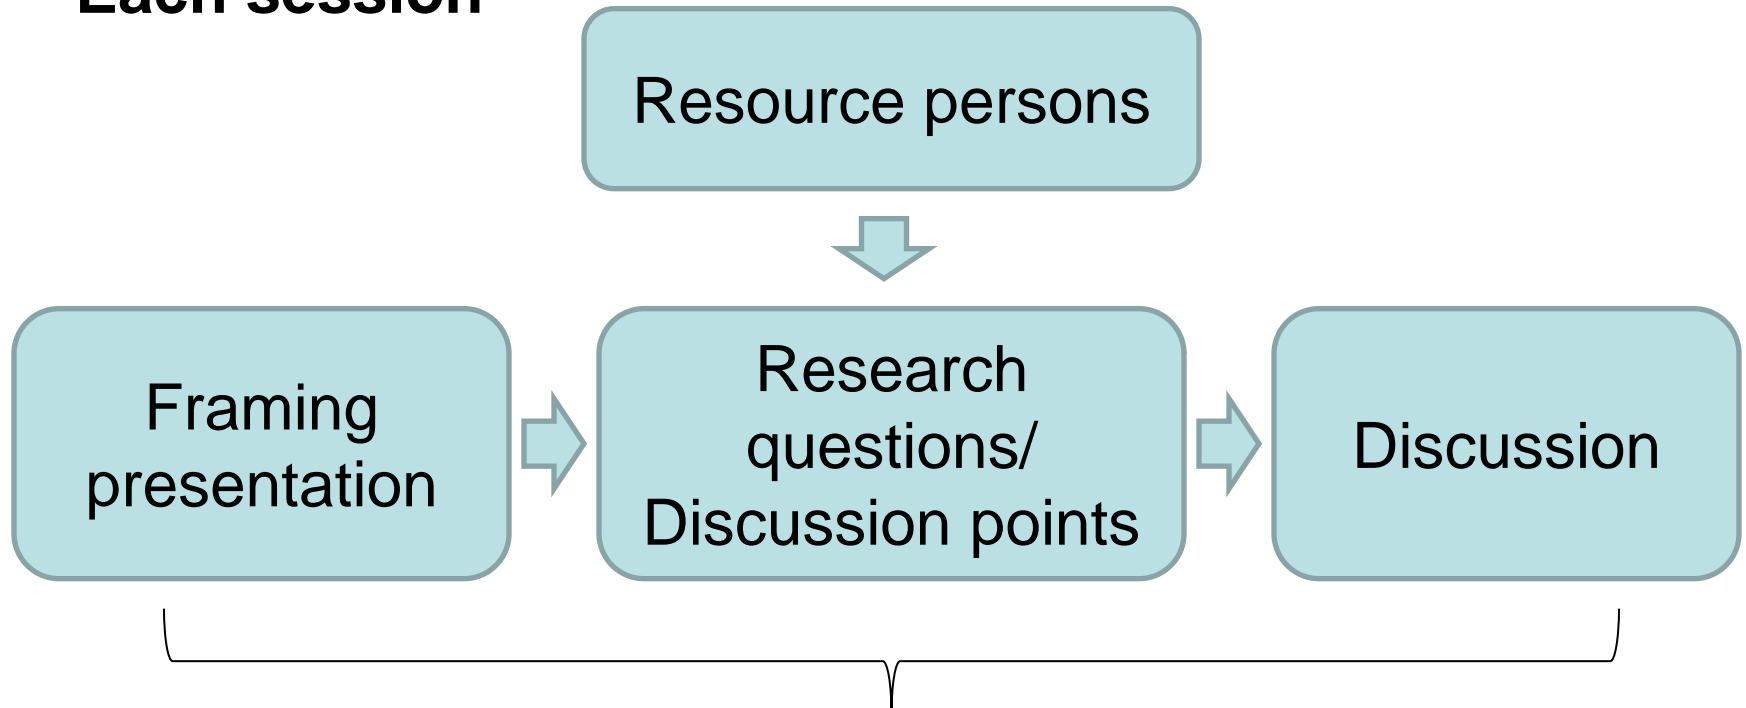 Each session
Resource persons
Framing
presentation
Research
questions/
Discussion points
Discussion